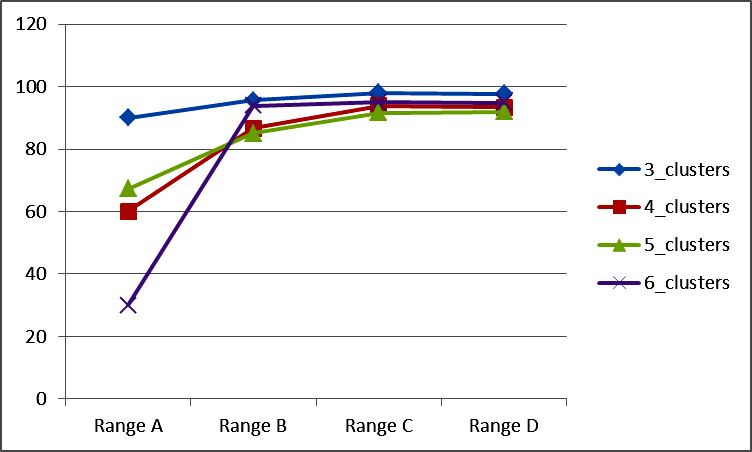 120
100
80
60
40
20
0
Range A Range B Range C Range D
3_clusters
4_clusters
5_clusters
6_clusters